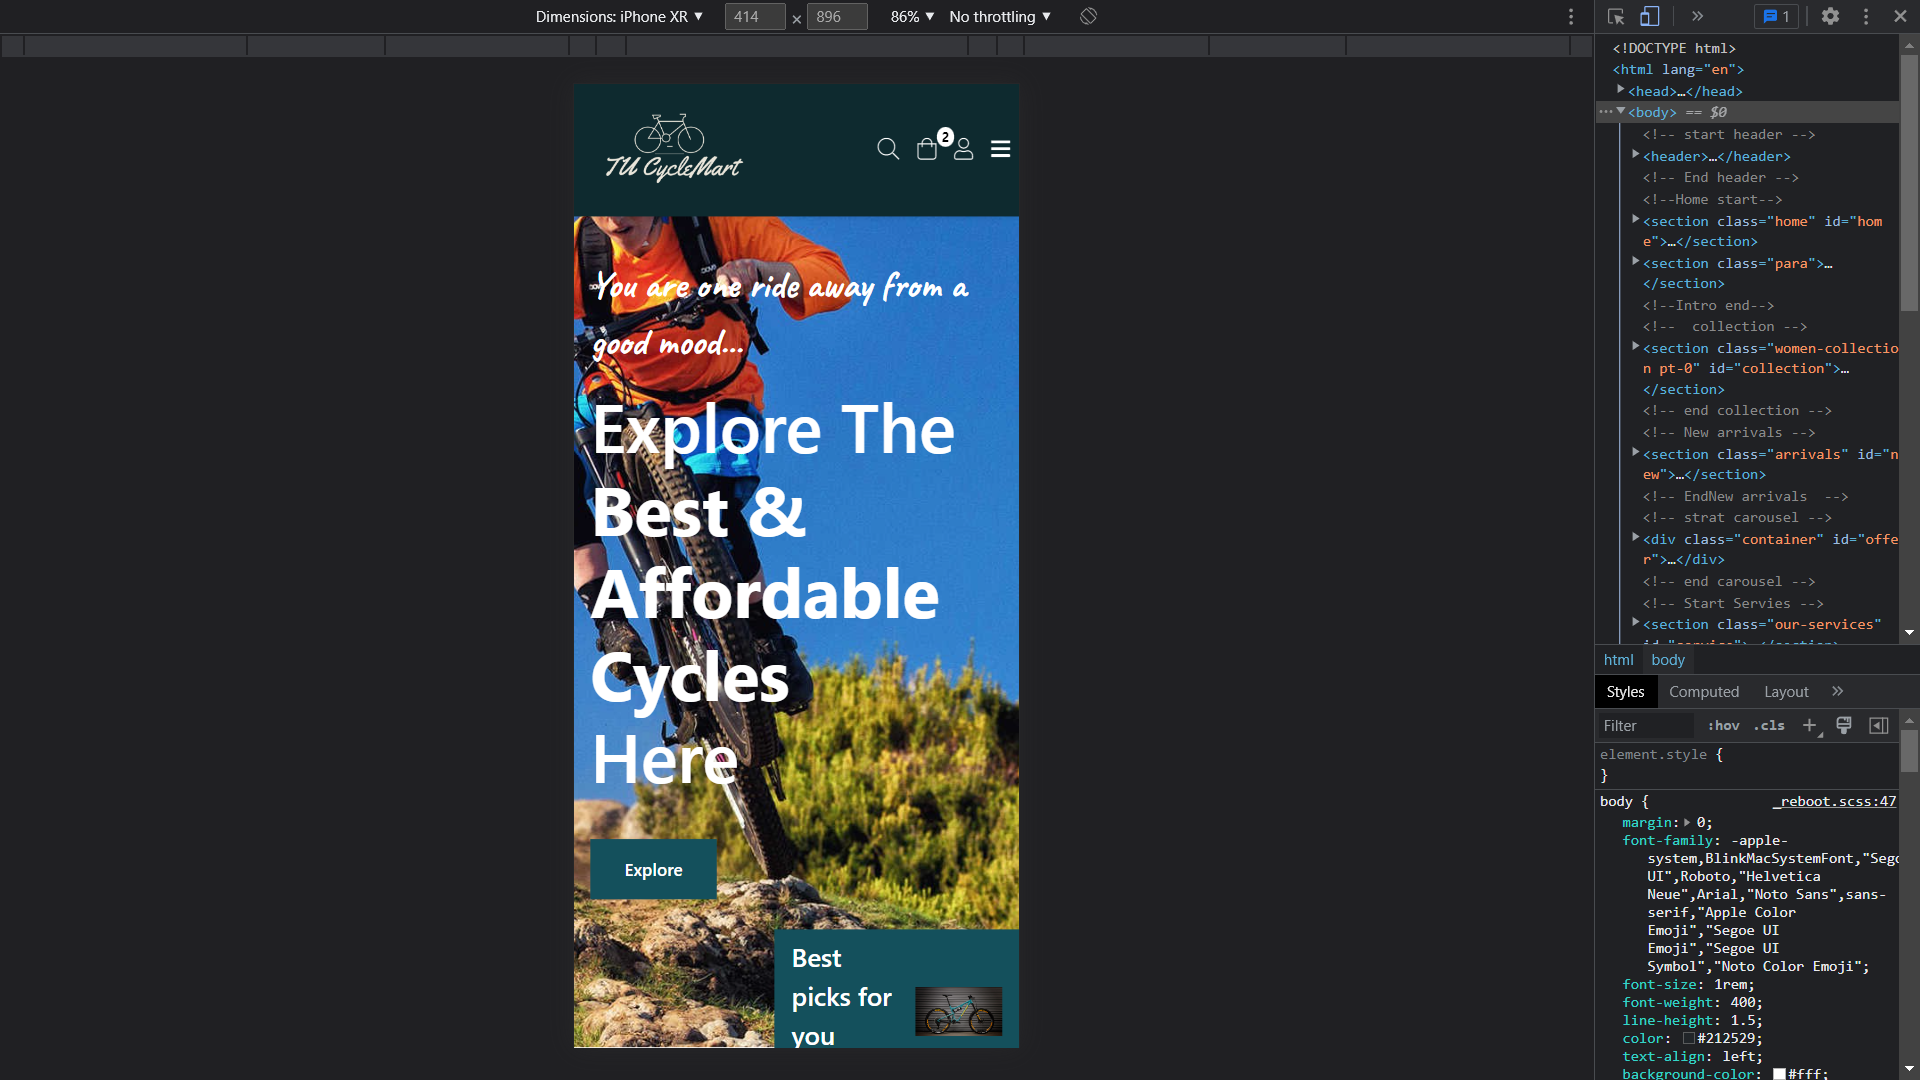 Dimensions: iPhone XR ▼ 414 × 896 86% ▼ No throttling ▼
1
TU CycleMart
2
You are one ride away from a
good mood...
Explore The
Best &
Affordable
Cycles
Here
Explore
Best
picks for
you
<!DOCTYPE html>
<html lang="en">
<head>…</head>
<body> == $0
<!-- start header -->
<header>…</header>
<!-- End header -->
<!--Home start-->
<section class="home" id="hom
e">…</section>
<section class="para">…
</section>
<!--Intro end-->
<!--  collection -->
<section class="women-collectio
n pt-0" id="collection">…
</section>
<!-- end collection -->
<!-- New arrivals -->
<section class="arrivals" id="n
ew">…</section>
<!-- EndNew arrivals  -->
<!-- strat carousel -->
<div class="container" id="offe
r">…</div>
<!-- end carousel -->
<!-- Start Servies -->
<section class="our-services"
html body
Styles Computed Layout
Filter :hov .cls
element.style {
}
body { _reboot.scss:47
margin: 0;
font-family: -apple-
system,BlinkMacSystemFont,"Sego
UI",Roboto,"Helvetica
Neue",Arial,"Noto Sans",sans-
serif,"Apple Color
Emoji","Segoe UI
Emoji","Segoe UI
Symbol","Noto Color Emoji";
font-size: 1rem;
font-weight: 400;
line-height: 1.5;
color: #212529;
text-align: left;
background-color: #fff;